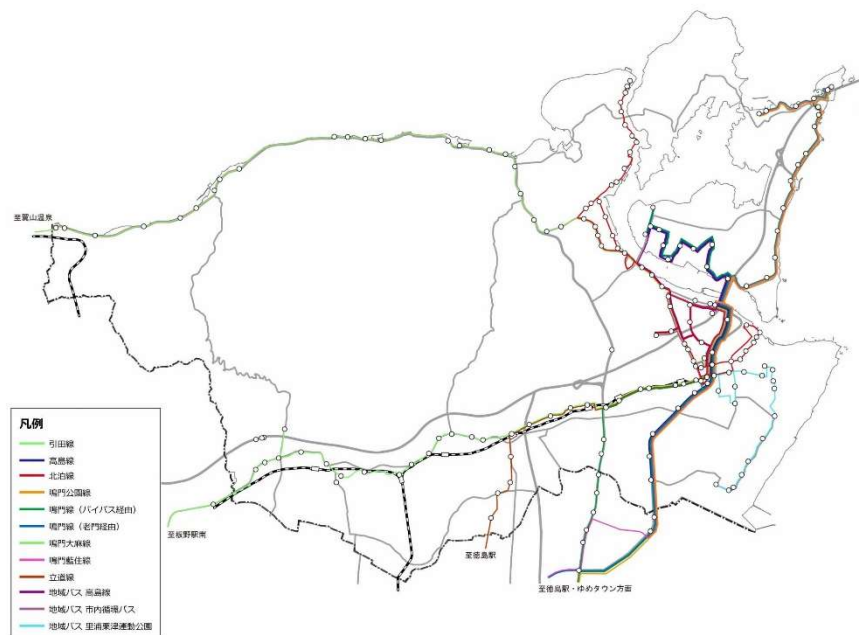 至翼山温泉
凡例
引田線
高島線
北泊線
鳴門公園線
鳴門線（バイパス経由）
鳴門線（老門経由）
鳴門大麻線
鳴門藍住線
立道線
地域バス 高島線
地域バス 市内循環バス
地域バス 里浦粟津運動公園
至板野駅南
至徳島駅
至徳島駅・ゆめタウン方面